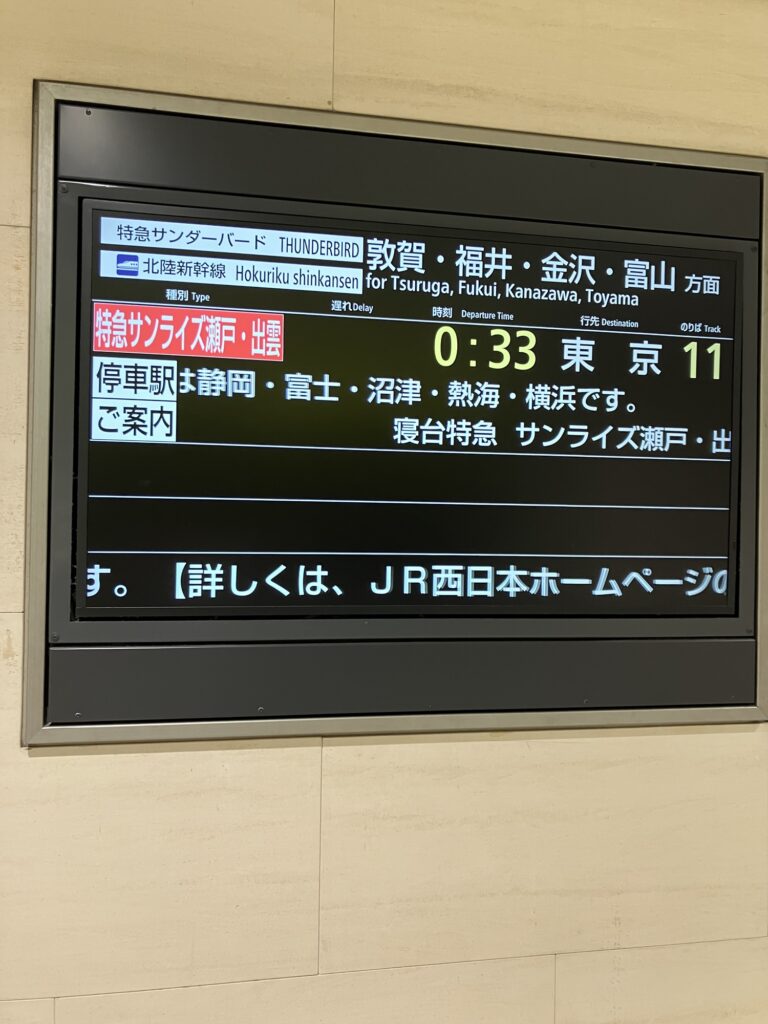 特急サンダーバード THUNDERBIRD
北陸新幹線 Hokuriku shinkansen
敦賀・福井・金沢・富山 方面
for Tsuruga, Fukui, Kanazawa, Toyama
種別 Type 遅れ Delay 時刻 Departure Time 行先 Destination のりば Track
特急サンライズ瀬戸・出雲 0:33 東京 11
停車駅 は静岡・富士・沼津・熱海・横浜です。
ご案内 寝台特急 サンライズ瀬戸・出
す。【詳しくは、JR西日本ホームページの